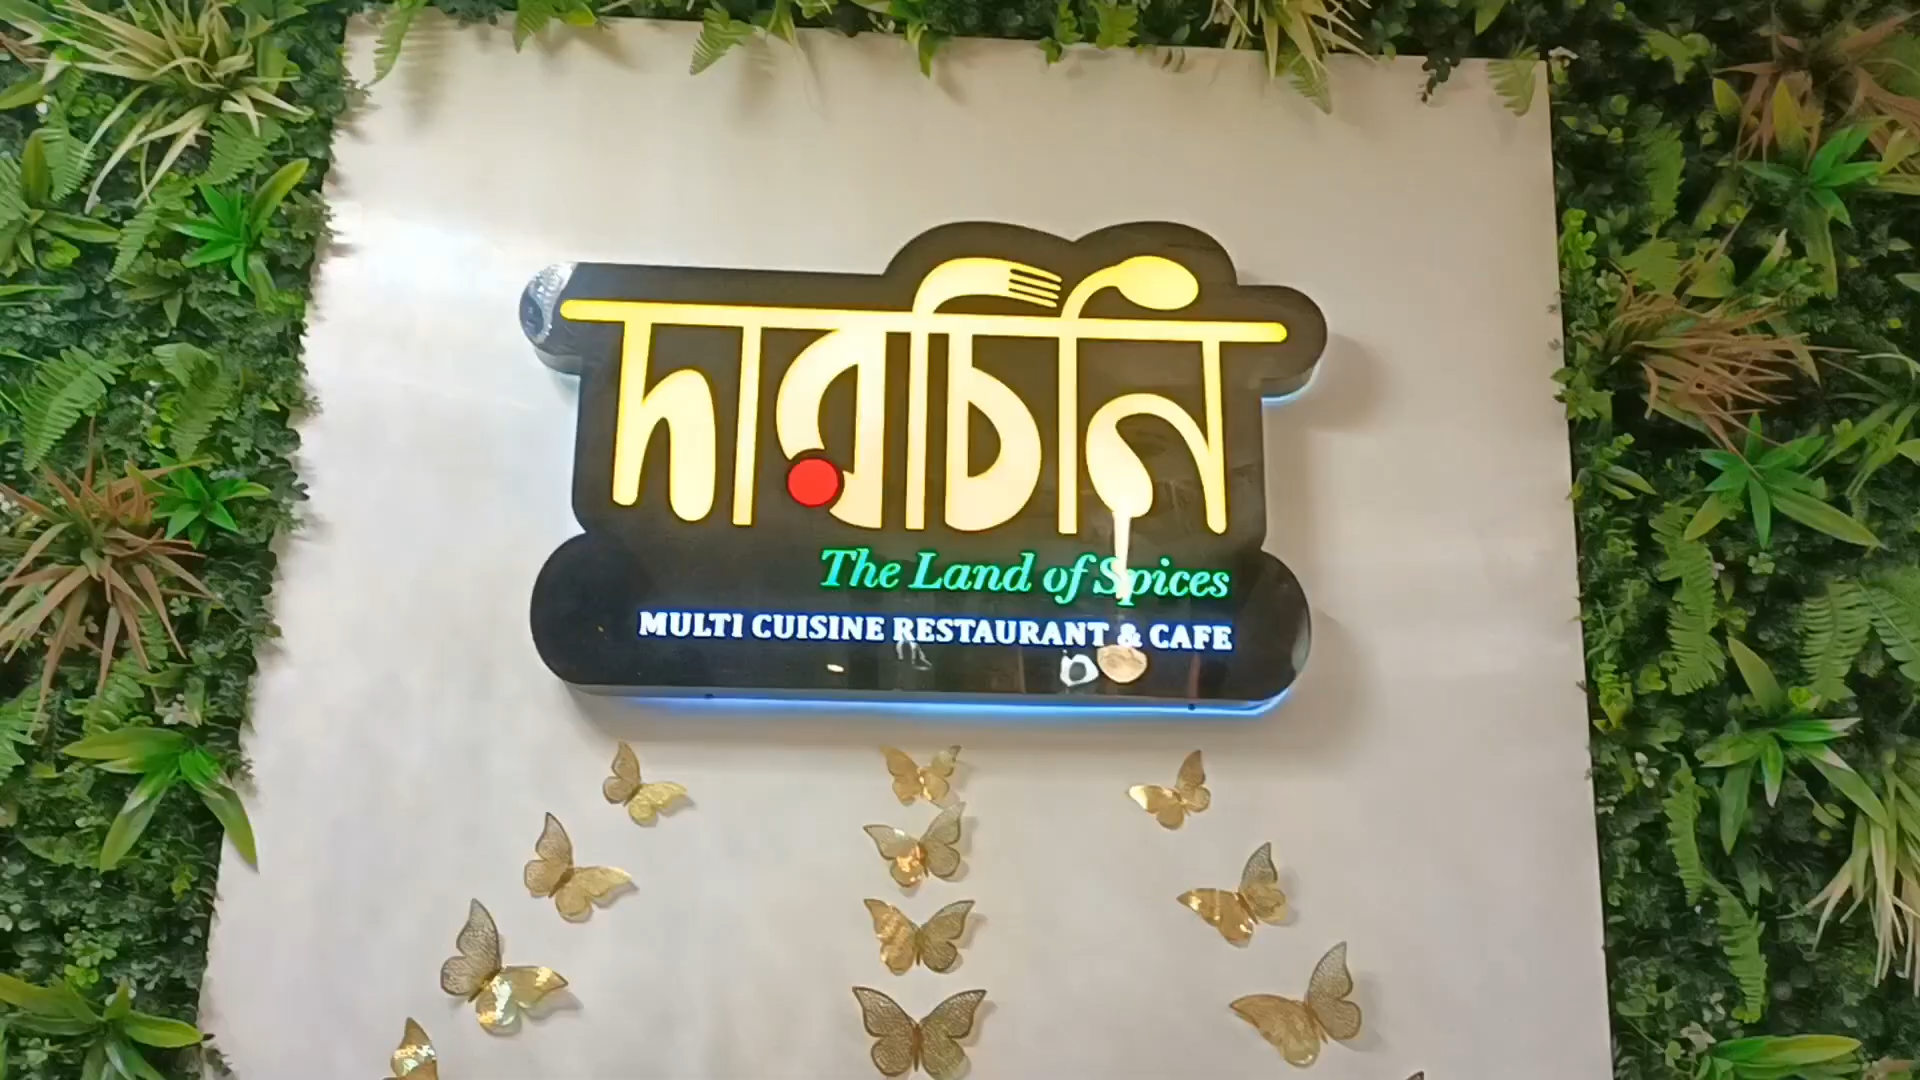 দারচিনি
The Land of Spices
MULTI CUISINE RESTAURANT & CAFE